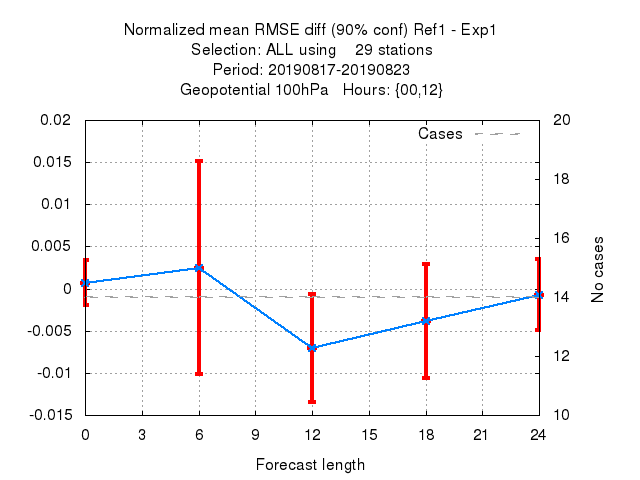 Normalized mean RMSE diff (90% conf) Ref1 - Exp1
Selection: ALL using 29 stations
Period: 20190817-20190823
Geopotential 100hPa Hours: {00,12}
Cases
0.02
0.015
0.01
0.005
0
-0.005
-0.01
-0.015
20
18
16
14
12
10
No cases
0 3 6 9 12 15 18 21 24
Forecast length